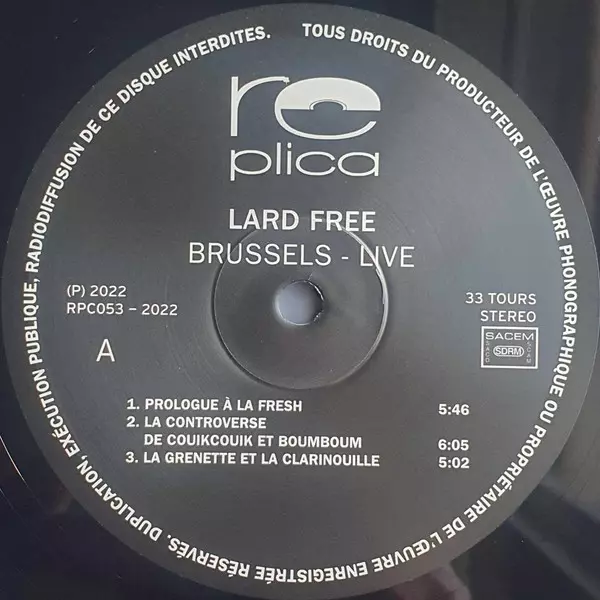 TOUS DROITS DU PRODUCTEUR DE L'ŒUVRE PHONOGRAPHIQUE OU PROPRIÉTAIRE DE L'ŒUVRE ENREGISTRÉE RÉSERVÉS. DUPLICATION, EXÉCUTION PUBLIQUE, RADIODIFFUSION DE CE DISQUE INTERDITES.
re
plica
LARD FREE
BRUSSELS - LIVE
(P) 2022
RPC053 – 2022
33 TOURS
STEREO
A
SACEM
SACD
SDRM
SCAM
1. PROLOGUE À LA FRESH 5:46
2. LA CONTROVERSE
DE COUIKCOUIK ET BOUMBOUM 6:05
3. LA GRENETTE ET LA CLARINOUILLE 5:02